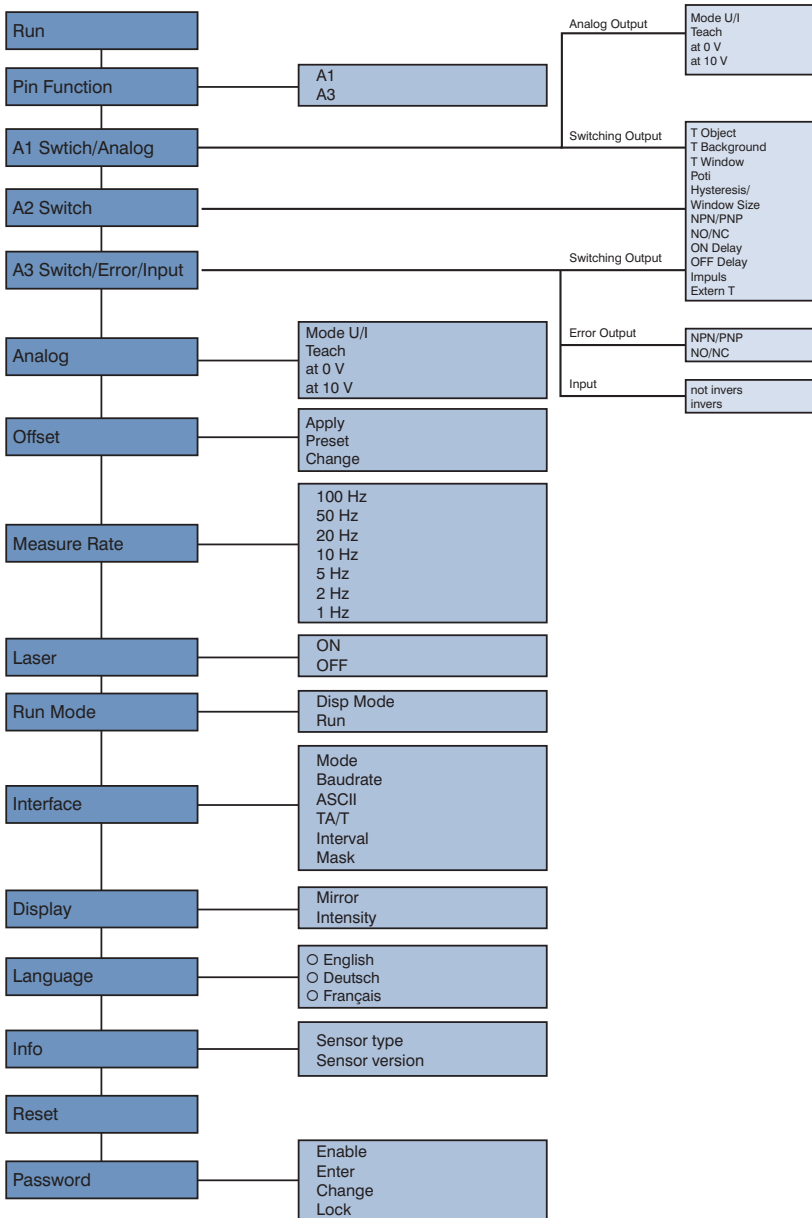 Run
Pin Function
A1
A3
A1 Swtich/Analog
Analog Output
Mode U/I
Teach
at 0 V
at 10 V
Switching Output
T Object
T Background
T Window
Poti
Hysteresis/
Window Size
NPN/PNP
NO/NC
ON Delay
OFF Delay
Impuls
Extern T
A2 Switch
A3 Switch/Error/Input
Switching Output
Error Output
NPN/PNP
NO/NC
Input
not invers
invers
Analog
Mode U/I
Teach
at 0 V
at 10 V
Offset
Apply
Preset
Change
Measure Rate
100 Hz
50 Hz
20 Hz
10 Hz
5 Hz
2 Hz
1 Hz
Laser
ON
OFF
Run Mode
Disp Mode
Run
Interface
Mode
Baudrate
ASCII
TA/T
Interval
Mask
Display
Mirror
Intensity
Language
English
Deutsch
Français
Info
Sensor type
Sensor version
Reset
Password
Enable
Enter
Change
Lock